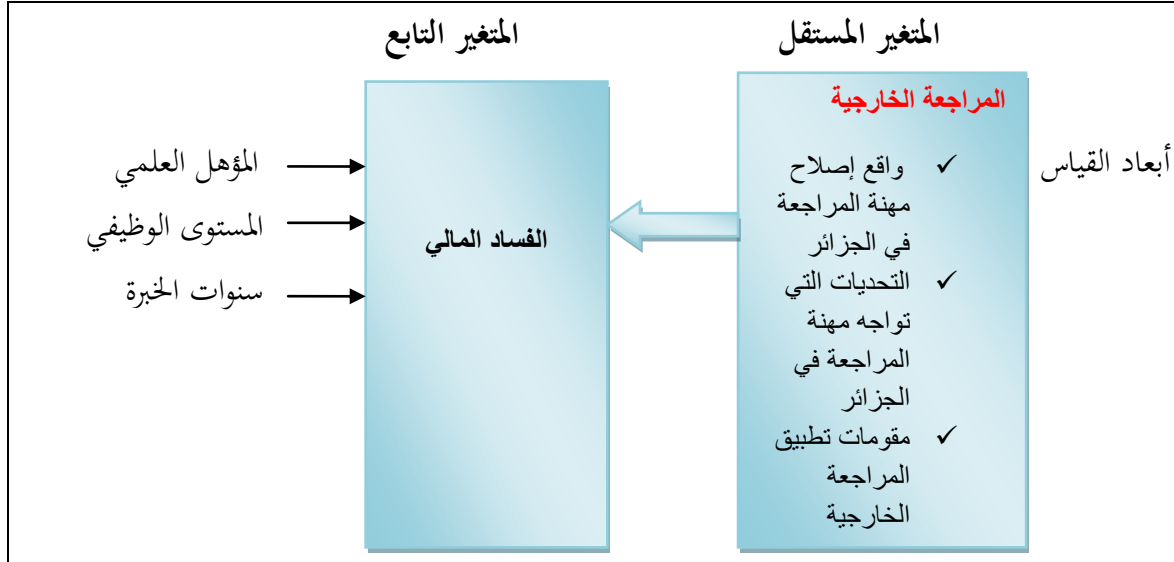 المتغير المستقل
المتغير التابع
المراجعة الخارجية
أبعاد القياس
✓ واقع إصلاح
مهنة المراجعة
في الجزائر
✓ التحديات التي
تواجه مهنة
المراجعة في
الجزائر
✓ مقومات تطبيق
المراجعة
الخارجية
الفساد المالي
المؤهل العلمي
المستوى الوظيفي
سنوات الخبرة